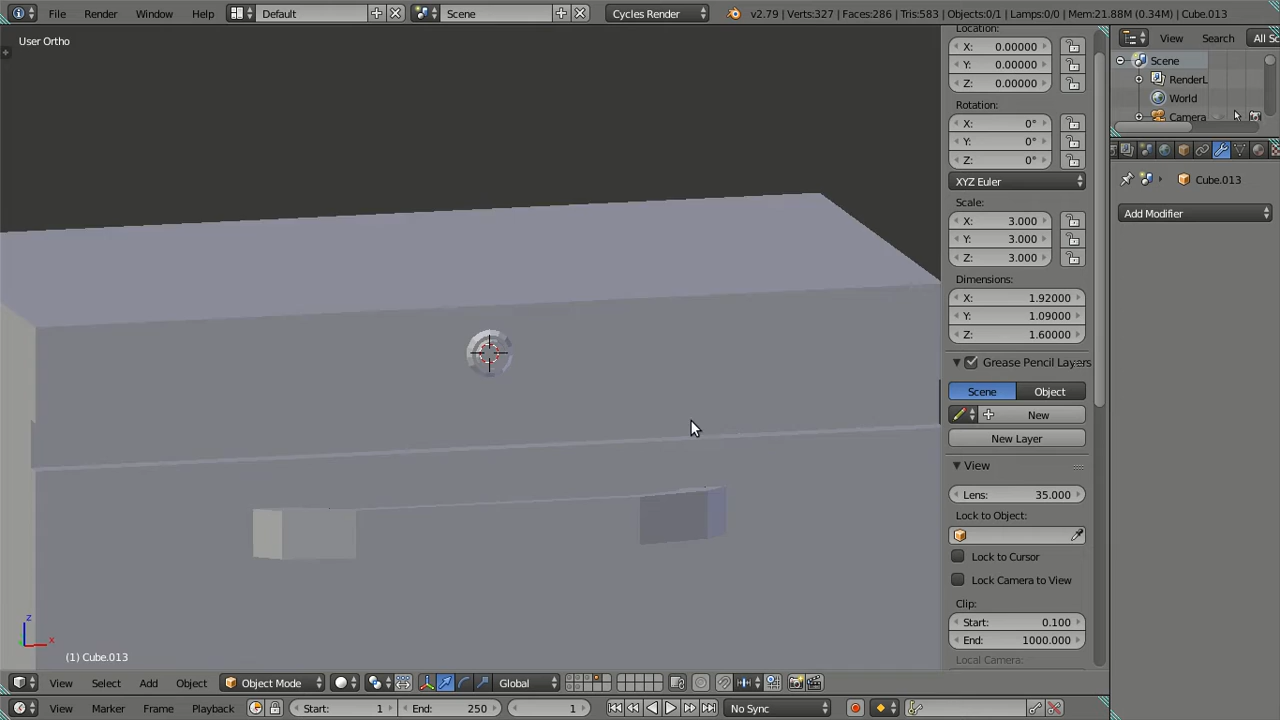 File Render Window Help Default Scene Cycles Render v2.79 | Verts:327 | Faces:286 | Tris:583 | Objects:0/1 | Lamps:0/0 | Mem:21.88M (0.34M) | Cube.013
User Ortho
Location:
X: 0.00000
Y: 0.00000
Z: 0.00000
Rotation:
X: 0°
Y: 0°
Z: 0°
XYZ Euler
Scale:
X: 3.000
Y: 3.000
Z: 3.000
Dimensions:
X: 1.92000
Y: 1.09000
Z: 1.60000
Grease Pencil Layers
Scene Object
New
New Layer
View
Lens: 35.000
Lock to Object:
Lock to Cursor
Lock Camera to View
Clip:
Start: 0.100
End: 1000.000
Local Camera:
View Search All Sc
Scene
RenderL
World
Camera
Cube.013
Add Modifier
z
x
(1) Cube.013
View Select Add Object Object Mode Global
View Marker Frame Playback Start: 1 End: 250 1 No Sync